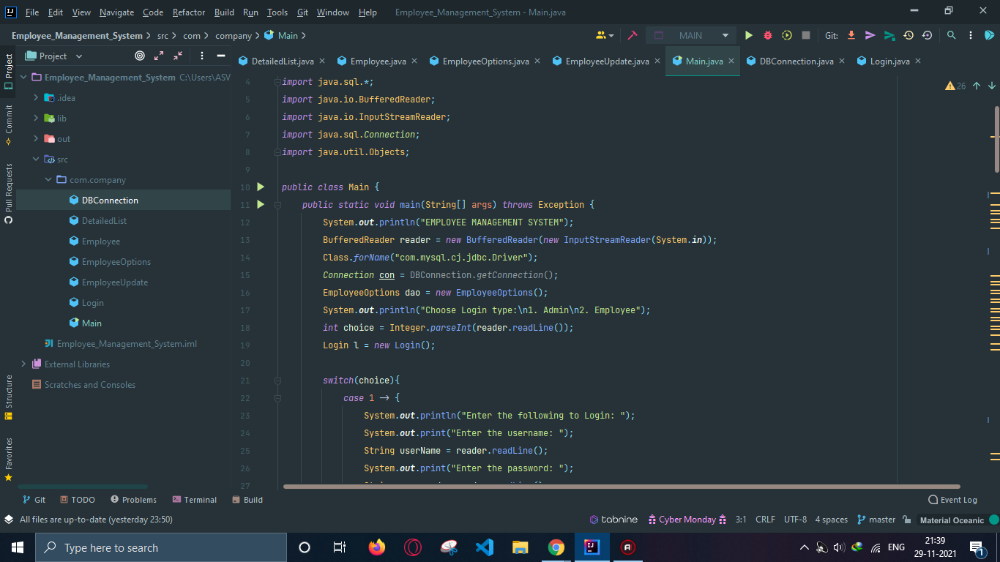 IJ File Edit View Navigate Code Refactor Build Run Tools Git Window Help Employee_Management_System - Main.java
Employee_Management_System src com company Main MAIN Git:
Project
DetailedList.java Employee.java EmployeeOptions.java EmployeeUpdate.java Main.java DBConnection.java Login.java
Project
Commit
Pull Requests
Structure
Favorites
Employee_Management_System C:\Users\ASV
.idea
lib
out
src
com.company
DBConnection
DetailedList
Employee
EmployeeOptions
EmployeeUpdate
Login
Main
Employee_Management_System.iml
External Libraries
Scratches and Consoles
26
4 import java.sql.*;
5 import java.io.BufferedReader;
6 import java.io.InputStreamReader;
7 import java.sql.Connection;
8 import java.util.Objects;
9
10 public class Main {
11 public static void main(String[] args) throws Exception {
12 System.out.println("EMPLOYEE MANAGEMENT SYSTEM");
13 BufferedReader reader = new BufferedReader(new InputStreamReader(System.in));
14 Class.forName("com.mysql.cj.jdbc.Driver");
15 Connection con = DBConnection.getConnection();
16 EmployeeOptions dao = new EmployeeOptions();
17 System.out.println("Choose Login type:\n1. Admin\n2. Employee");
18 int choice = Integer.parseInt(reader.readLine());
19 Login l = new Login();
20
21 switch(choice){
22 case 1 -> {
23 System.out.println("Enter the following to Login: ");
24 System.out.print("Enter the username: ");
25 String userName = reader.readLine();
26 System.out.print("Enter the password: ");
27
Git TODO Problems Terminal Build Event Log
All files are up-to-date (yesterday 23:50) tabnine Cyber Monday 3:1 CRLF UTF-8 4 spaces master Material Oceanic
Type here to search IJ ENG 21:39
29-11-2021 1